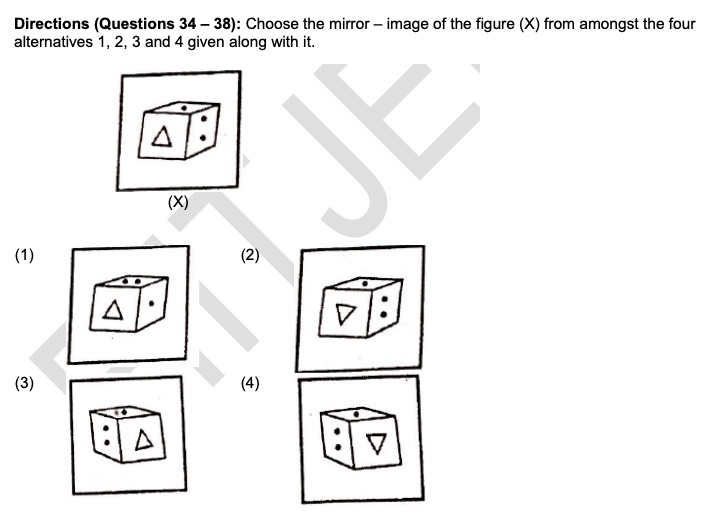 Directions (Questions 34 – 38): Choose the mirror – image of the figure (X) from amongst the four
alternatives 1, 2, 3 and 4 given along with it.
(X)
(1)
(2)
(3)
(4)